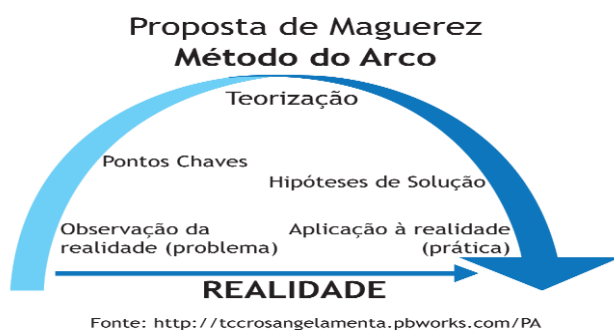 Proposta de Maguerez
Método do Arco
Teorização
Pontos Chaves
Hipóteses de Solução
Observação da
realidade (problema)
Aplicação à realidade
(prática)
REALIDADE
Fonte: http://tccrosangelamenta.pbworks.com/PA